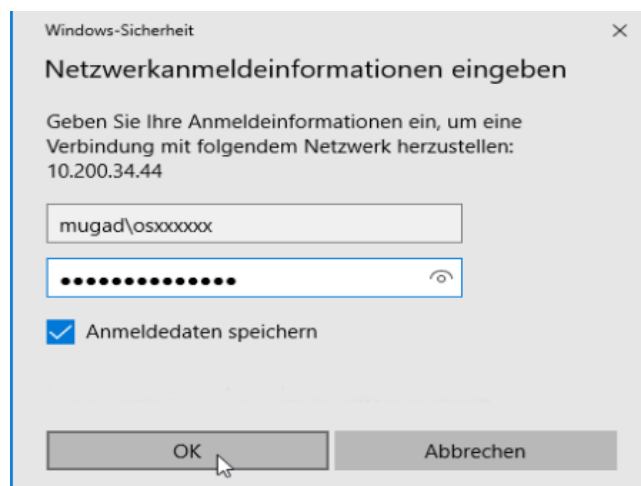 Windows-Sicherheit
Netzwerkanmeldeinformationen eingeben
Geben Sie Ihre Anmeldeinformationen ein, um eine
Verbindung mit folgendem Netzwerk herzustellen:
10.200.34.44
mugad\osxxxxxx
••••••••••••••
Anmeldedaten speichern
OK
Abbrechen